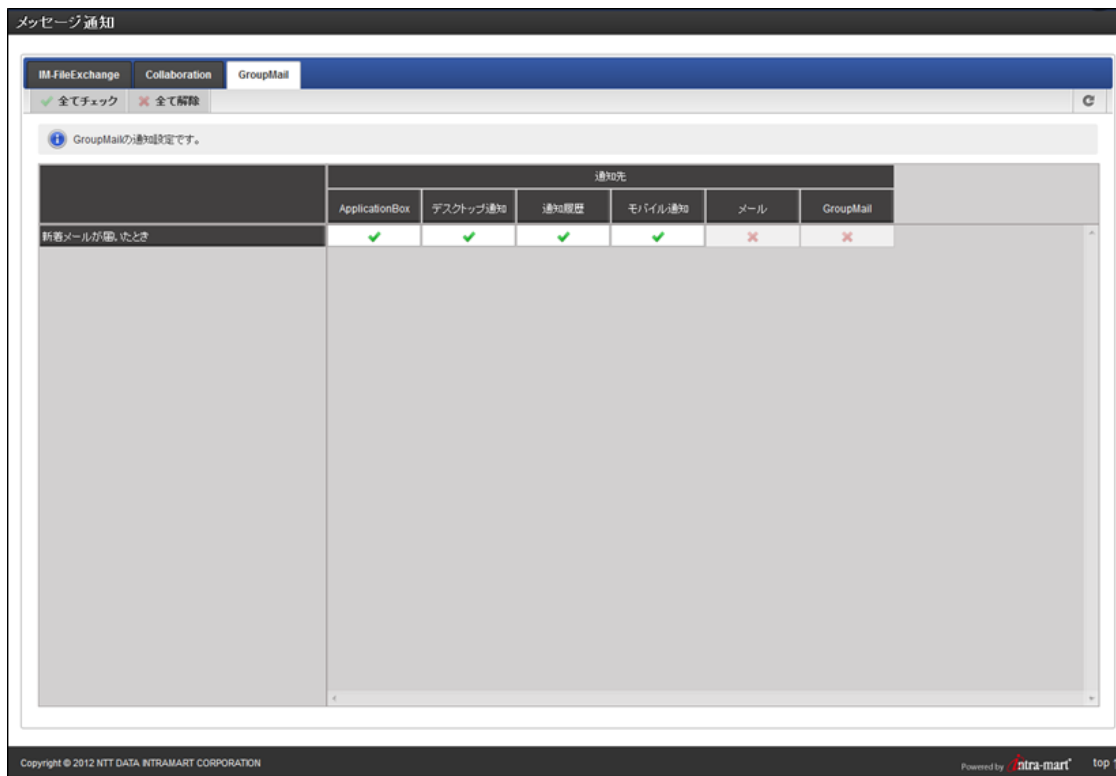 メッセージ通知
IM-FileExchange Collaboration GroupMail
全てチェック 全て解除
GroupMailの通知設定です。
通知先
ApplicationBox デスクトップ通知 通知履歴 モバイル通知 メール GroupMail
新着メールが届いたとき
Copyright © 2012 NTT DATA INTRAMART CORPORATION
Powered by intra-mart top